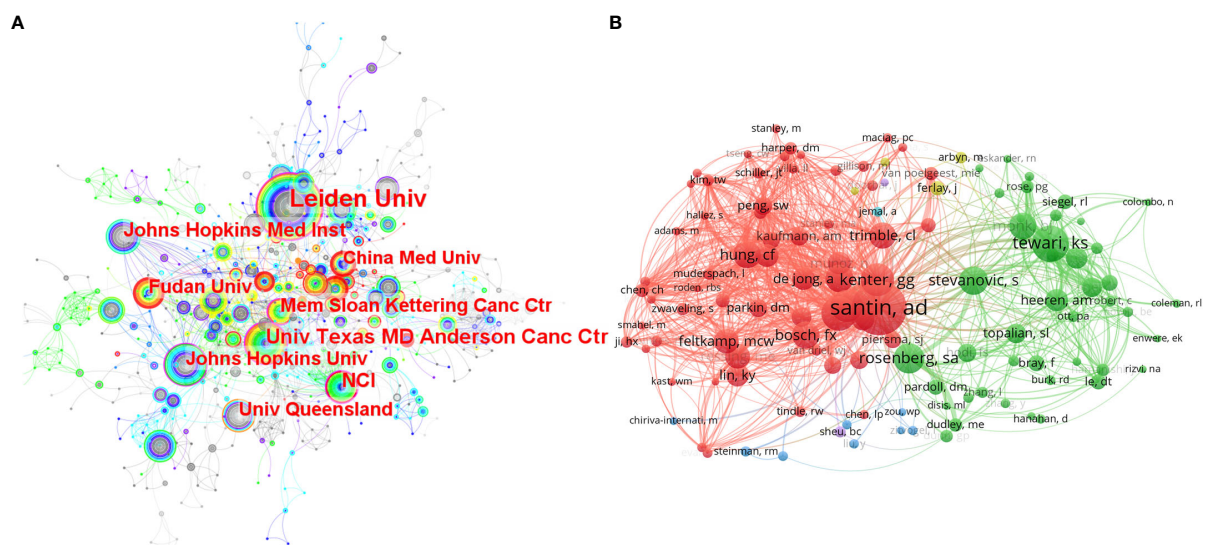 A
B
Leiden Univ
Johns Hopkins Med Inst
China Med Univ
Fudan Univ
Mem Sloan Kettering Canc Ctr
Univ Texas MD Anderson Canc Ctr
Johns Hopkins Univ
NCI
Univ Queensland
stanley, m
harper, dm
maciag, pc
gillison, ml
arbyn, m
kim, tw
schiller, jt
van poelgeest, mie
ferlay, j
rose, pg
siegel, rl
colombo, n
hallez, s
peng, sw
jemal, a
adams, m
kaufmann, am
trimble, cl
tewari, ks
hung, cf
muderspach, l
de jong, a
kenter, gg
stevanovic, s
chen, ch
roden, rbs
heeren, am
coleman, rl
zwaveling, s
parkin, dm
santin, ad
ott, pa
smahel, m
bosch, fx
piersma, sj
topalian, sl
enwere, ek
ji, hx
feltkamp, mcw
rosenberg, sa
bray, f
rizvi, na
lin, ky
kast, wm
pardoll, dm
zhang, l
burk, rd
le, dt
disis, ml
tindle, rw
chen, lp
zou, wp
hanahan, d
chiriva-internati, m
sheu, bc
dudley, me
steinman, rm